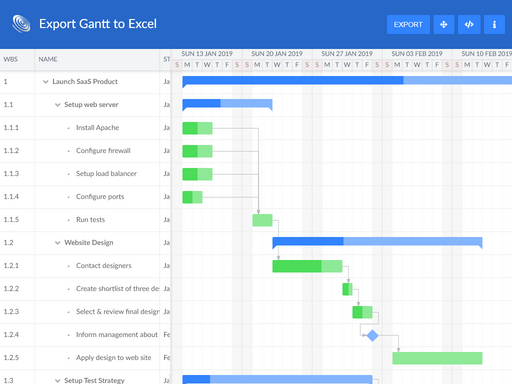 Export Gantt to Excel
EXPORT
WBS NAME ST SUN 13 JAN 2019 SUN 20 JAN 2019 SUN 27 JAN 2019 SUN 03 FEB 2019 SUN 10 FEB 2019
S M T W T F S S M T W T F S S M T W T F S S M T W T F S S M T W T
1 Launch SaaS Product Ja
1.1 Setup web server Ja
1.1.1 Install Apache Ja
1.1.2 Configure firewall Ja
1.1.3 Setup load balancer Ja
1.1.4 Configure ports Ja
1.1.5 Run tests Ja
1.2 Website Design Ja
1.2.1 Contact designers Ja
1.2.2 Create shortlist of three de Ja
1.2.3 Select & review final design Ja
1.2.4 Inform management about Fe
1.2.5 Apply design to web site Fe
1.3 Setup Test Strategy Ja